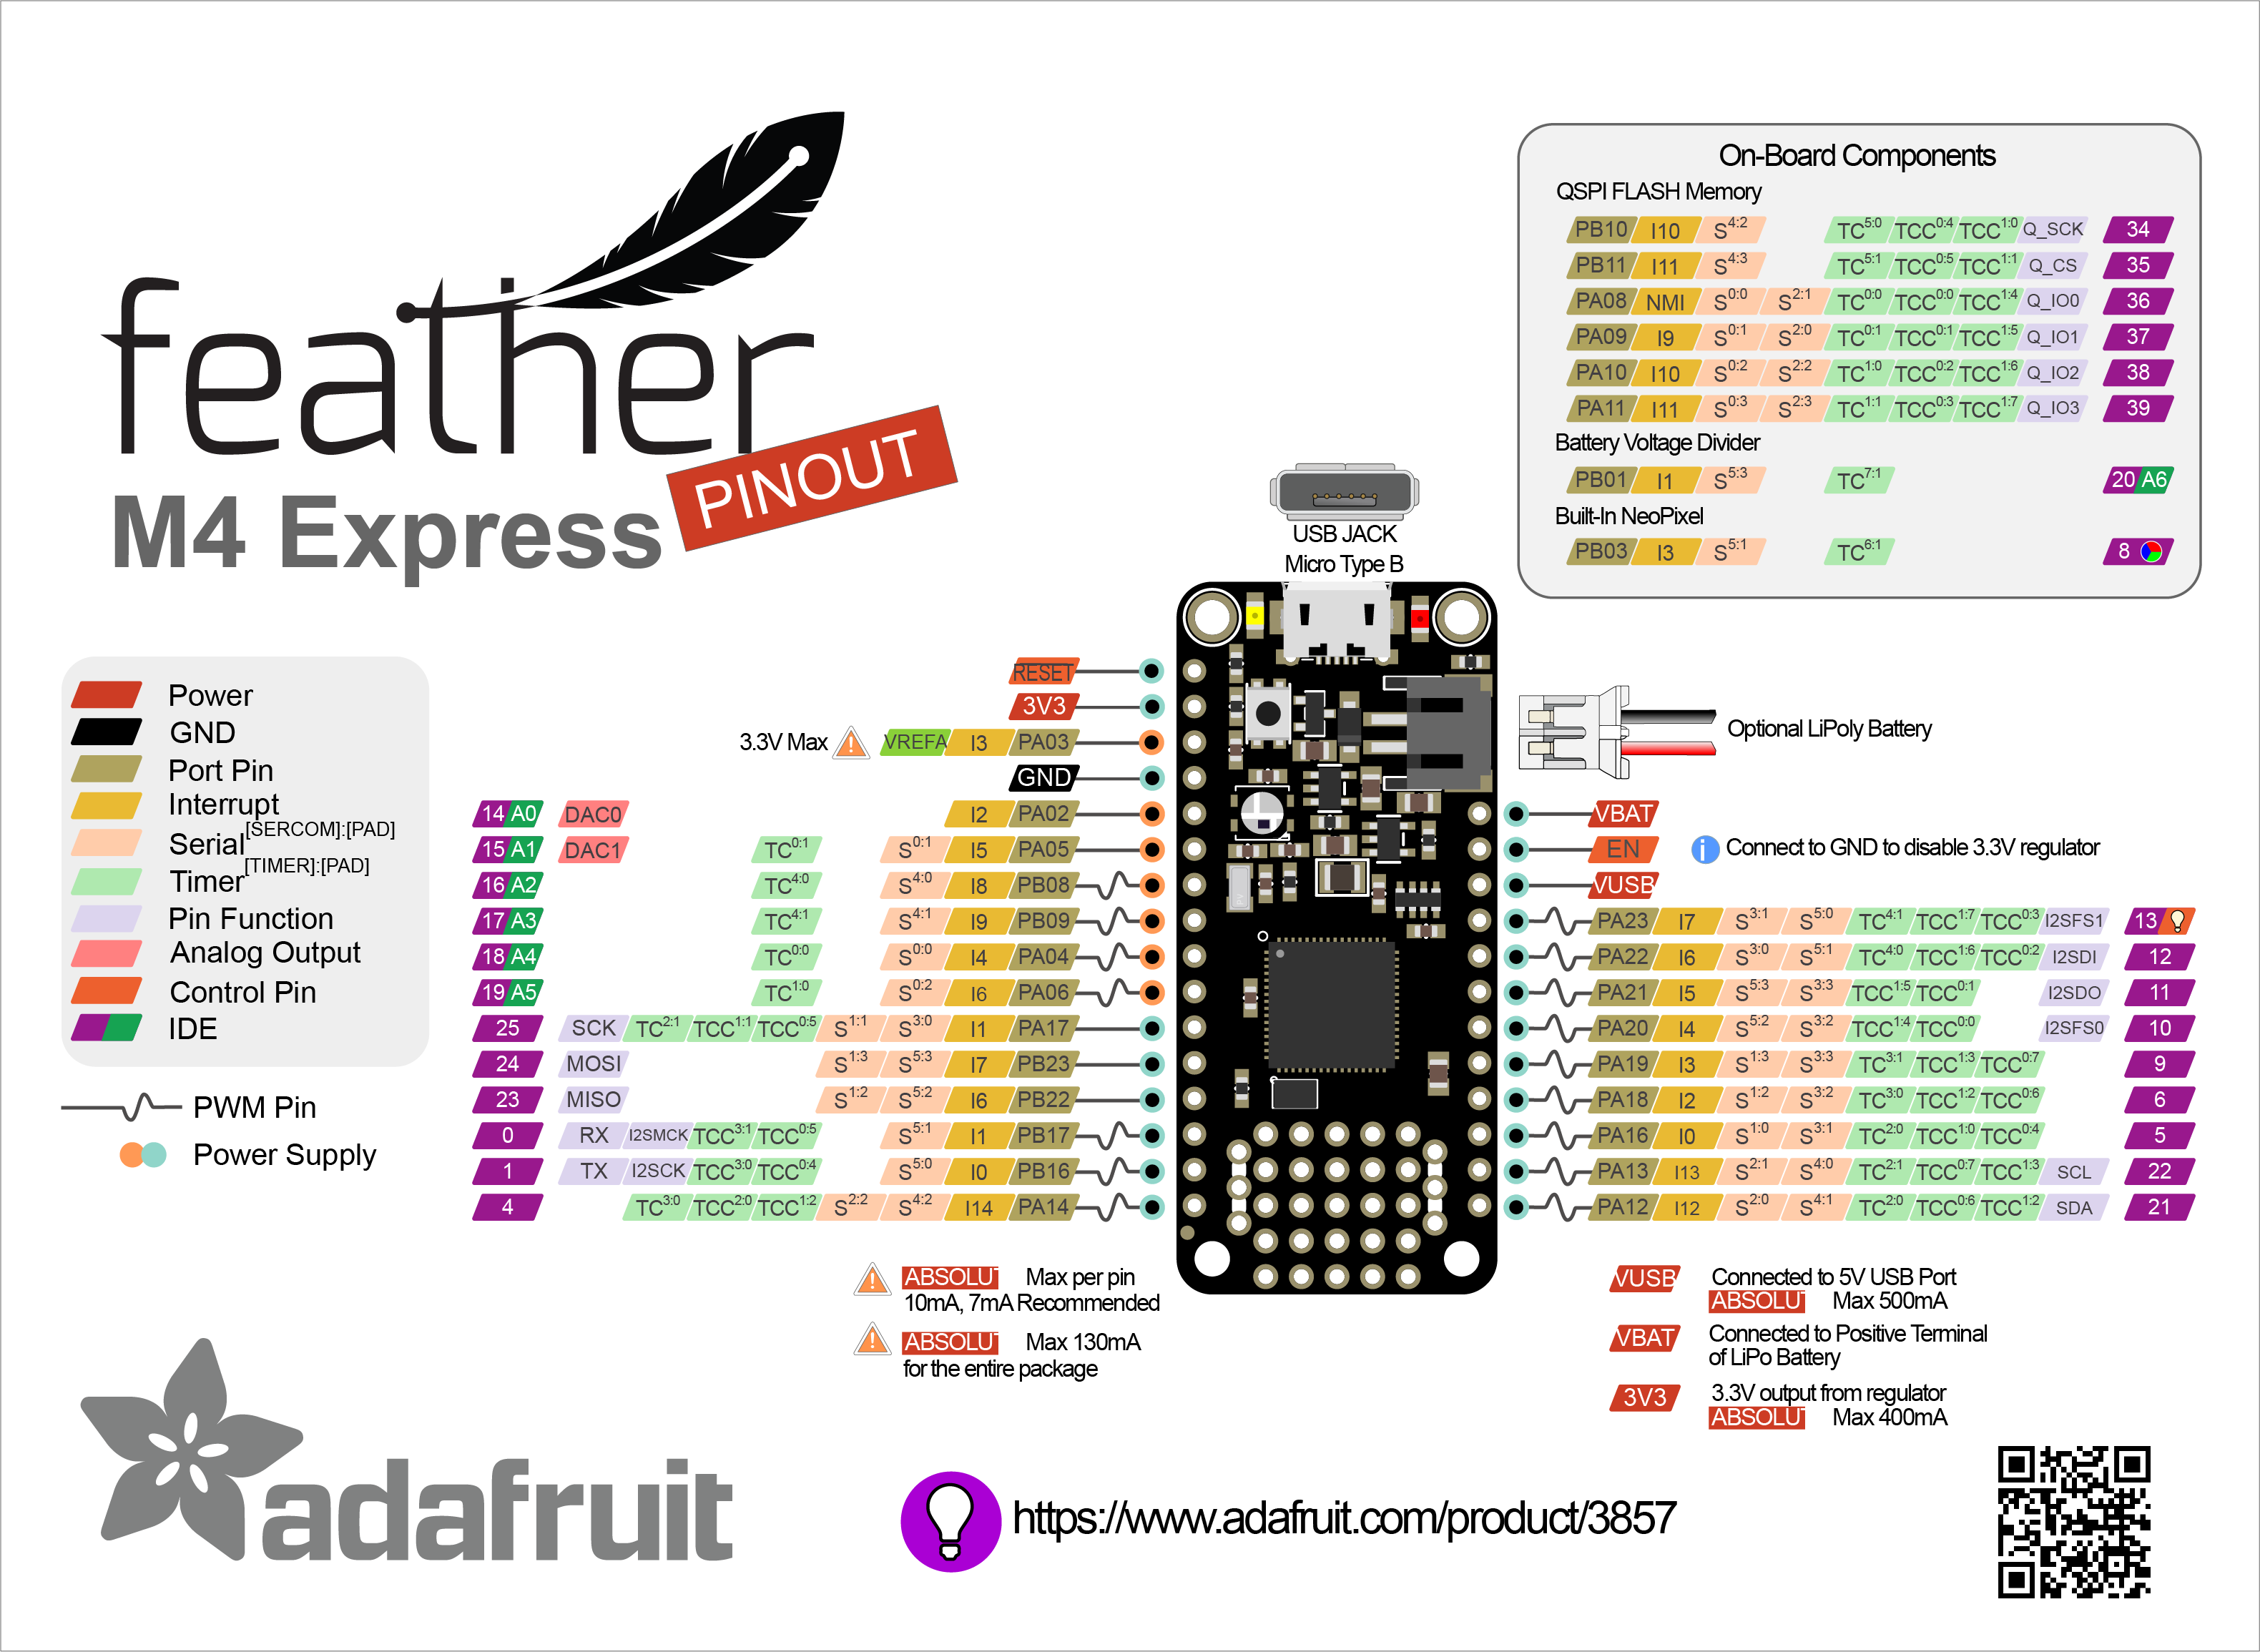 feather
M4 Express
PINOUT
On-Board Components
QSPI FLASH Memory
PB10 I10 S4:2 TC5:0 TCC0:4 TCC1:0 Q_SCK 34
PB11 I11 S4:3 TC5:1 TCC0:5 TCC1:1 Q_CS 35
PA08 NMI S0:0 S2:1 TC0:0 TCC0:0 TCC1:4 Q_IO0 36
PA09 I9 S0:1 S2:0 TC0:1 TCC0:1 TCC1:5 Q_IO1 37
PA10 I10 S0:2 S2:2 TC1:0 TCC0:2 TCC1:6 Q_IO2 38
PA11 I11 S0:3 S2:3 TC1:1 TCC0:3 TCC1:7 Q_IO3 39
Battery Voltage Divider
PB01 I1 S5:3 TC7:1 20 A6
Built-In NeoPixel
PB03 I3 S5:1 TC6:1 8
USB JACK
Micro Type B
Power
GND
Port Pin
Interrupt
Serial[SERCOM]:[PAD]
Timer[TIMER]:[PAD]
Pin Function
Analog Output
Control Pin
IDE
PWM Pin
Power Supply
RESET
3V3
3.3V Max VREFA I3 PA03
GND
14 A0 DAC0 I2 PA02
15 A1 DAC1 TC0:1 S0:1 I5 PA05
16 A2 TC4:0 S4:0 I8 PB08
17 A3 TC4:1 S4:1 I9 PB09
18 A4 TC0:0 S0:0 I4 PA04
19 A5 TC1:0 S0:2 I6 PA06
25 SCK TC2:1 TCC1:1 TCC0:5 S1:1 S3:0 I1 PA17
24 MOSI S1:3 S5:3 I7 PB23
23 MISO S1:2 S5:2 I6 PB22
0 RX I2SMCK TCC3:1 TCC0:5 S5:1 I1 PB17
1 TX I2SCK TCC3:0 TCC0:4 S5:0 I0 PB16
4 TC3:0 TCC2:0 TCC1:2 S2:2 S4:2 I14 PA14
Optional LiPoly Battery
VBAT
EN i Connect to GND to disable 3.3V regulator
VUSB
PA23 I7 S3:1 S5:0 TC4:1 TCC1:7 TCC0:3 I2SFS1 13
PA22 I6 S3:0 S5:1 TC4:0 TCC1:6 TCC0:2 I2SDI 12
PA21 I5 S5:3 S3:3 TCC1:5 TCC0:1 I2SDO 11
PA20 I4 S5:2 S3:2 TCC1:4 TCC0:0 I2SFS0 10
PA19 I3 S1:3 S3:3 TC3:1 TCC1:3 TCC0:7 9
PA18 I2 S1:2 S3:2 TC3:0 TCC1:2 TCC0:6 6
PA16 I0 S1:0 S3:1 TC2:0 TCC1:0 TCC0:4 5
PA13 I13 S2:1 S4:0 TC2:1 TCC0:7 TCC1:3 SCL 22
PA12 I12 S2:0 S4:1 TC2:0 TCC0:6 TCC1:2 SDA 21
! ABSOLUT Max per pin
10mA, 7mA Recommended
! ABSOLUT Max 130mA
for the entire package
VUSB Connected to 5V USB Port
ABSOLUT Max 500mA
VBAT Connected to Positive Terminal
of LiPo Battery
3V3 3.3V output from regulator
ABSOLUT Max 400mA
adafruit
https://www.adafruit.com/product/3857